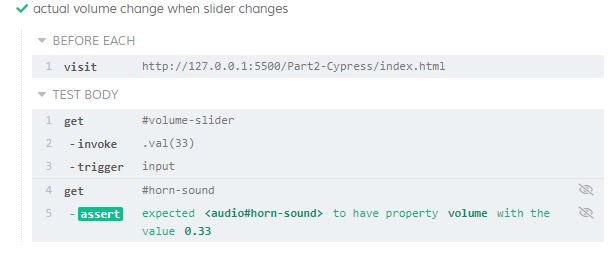 actual volume change when slider changes
BEFORE EACH
1 visit http://127.0.0.1:5500/Part2-Cypress/index.html
TEST BODY
1 get #volume-slider
2 -invoke .val(33)
3 -trigger input
4 get #horn-sound
5 -assert expected <audio#horn-sound> to have property volume with the
value 0.33